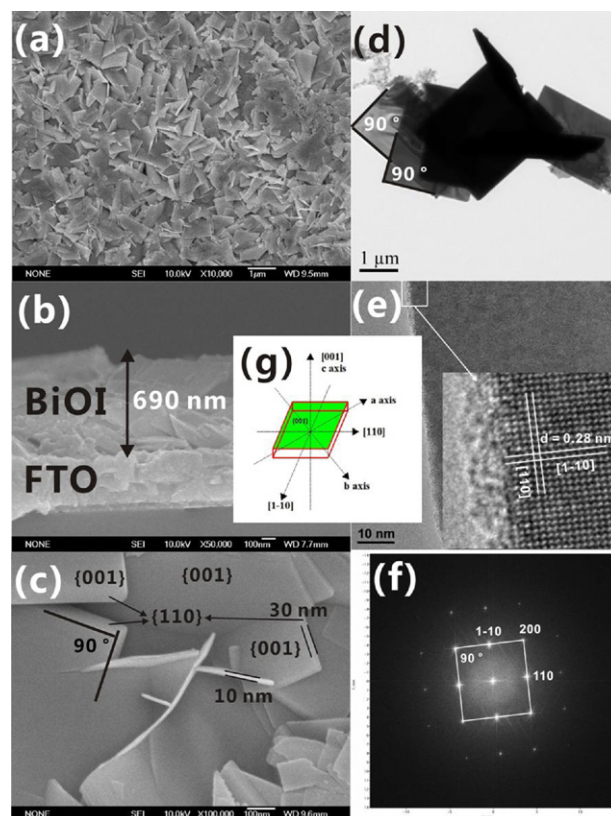 (a)
NONE SEI 10.0kV X10,000 1μm WD 9.5mm
(b)
BiOI
690 nm
FTO
NONE SEI 10.0kV X50,000 100nm WD 7.7mm
(c)
{001}
{001}
{110}
30 nm
90 °
{001}
10 nm
NONE SEI 10.0kV X100,000 100nm WD 9.6mm
(d)
90 °
90 °
1 μm
(e)
d = 0.28 nm
[1-10]
[110]
10 nm
(f)
1-10
200
90 °
110
(g)
[001]
c axis
a axis
{001}
[110]
b axis
[1-10]